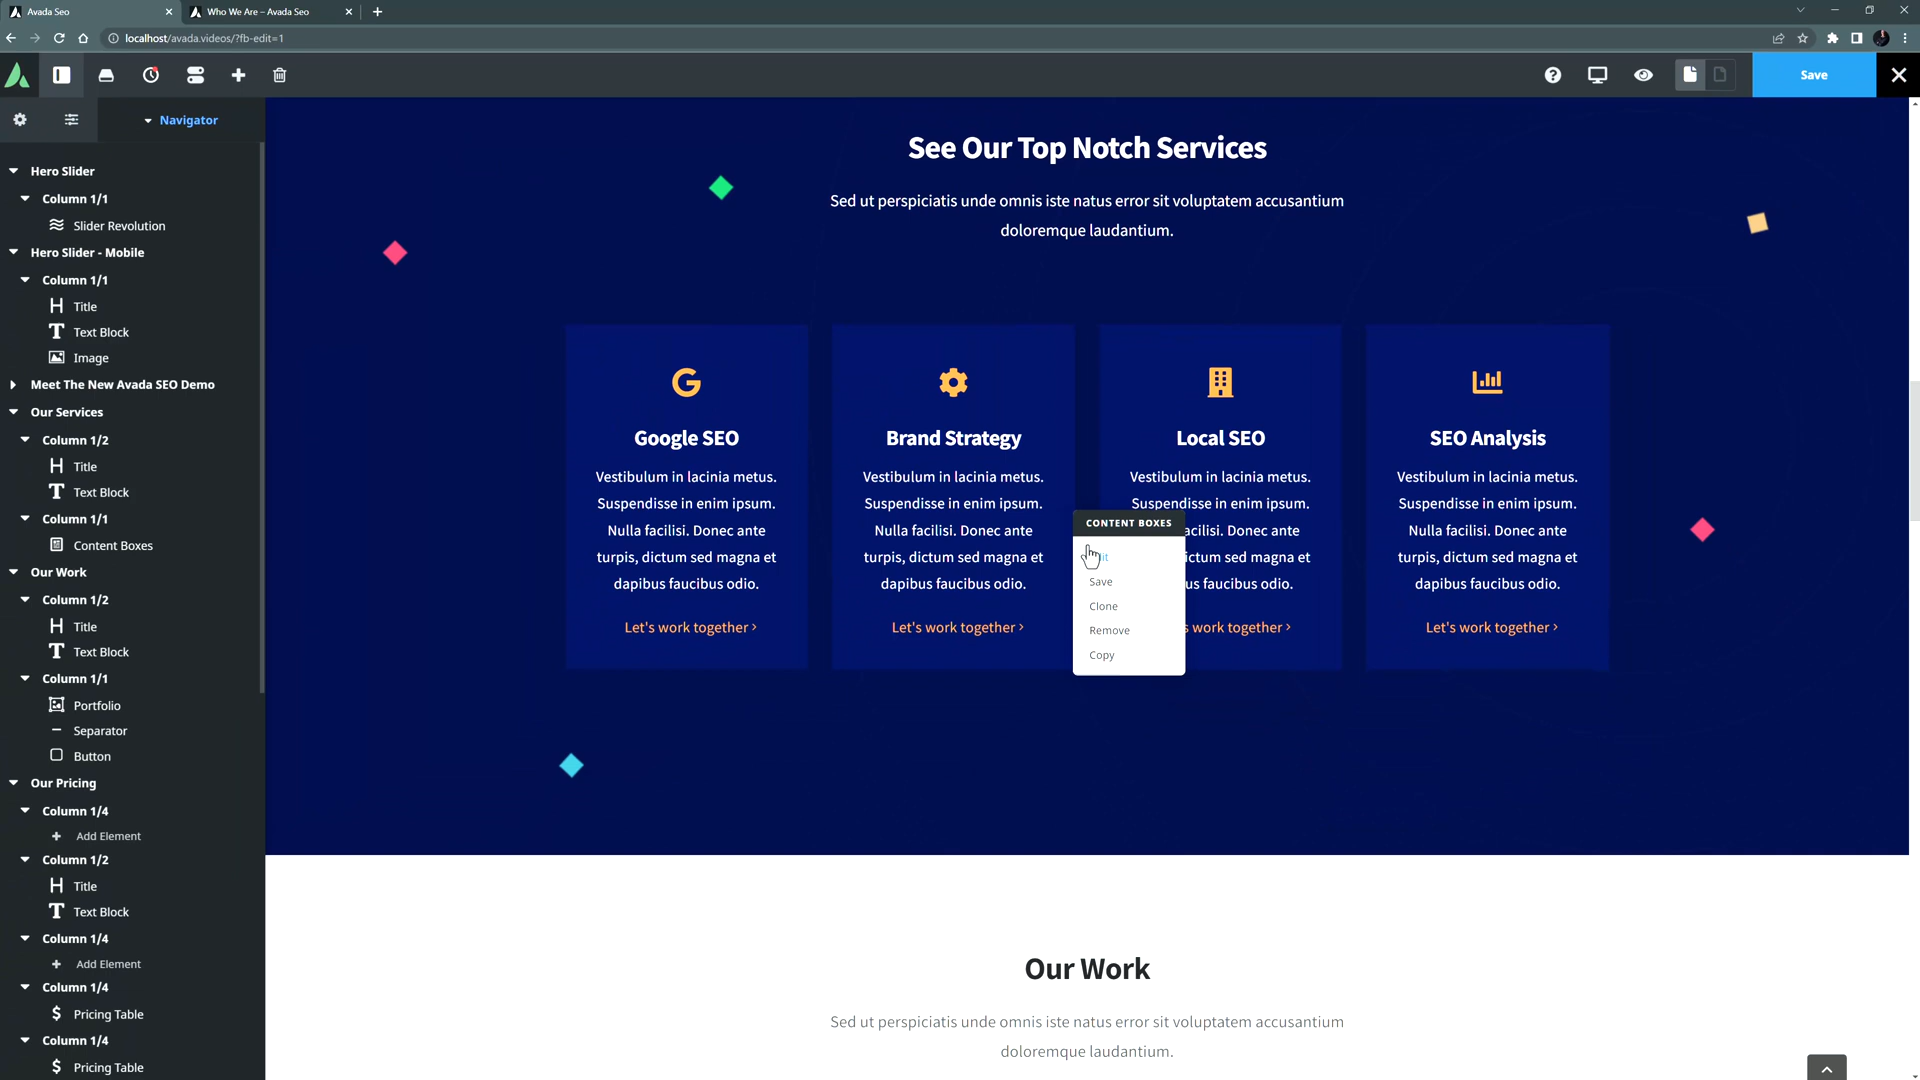 Avada Seo
Who We Are – Avada Seo
localhost/avada.videos/?fb-edit=1
Save
Navigator
Hero Slider
Column 1/1
Slider Revolution
Hero Slider - Mobile
Column 1/1
Title
Text Block
Image
Meet The New Avada SEO Demo
Our Services
Column 1/2
Title
Text Block
Column 1/1
Content Boxes
Our Work
Column 1/2
Title
Text Block
Column 1/1
Portfolio
Separator
Button
Our Pricing
Column 1/4
Add Element
Column 1/2
Title
Text Block
Column 1/4
Add Element
Column 1/4
Pricing Table
Column 1/4
Pricing Table
See Our Top Notch Services
Sed ut perspiciatis unde omnis iste natus error sit voluptatem accusantium
doloremque laudantium.
Google SEO
Vestibulum in lacinia metus.
Suspendisse in enim ipsum.
Nulla facilisi. Donec ante
turpis, dictum sed magna et
dapibus faucibus odio.
Let's work together
Brand Strategy
Vestibulum in lacinia metus.
Suspendisse in enim ipsum.
Nulla facilisi. Donec ante
turpis, dictum sed magna et
dapibus faucibus odio.
Let's work together
Local SEO
Vestibulum in lacinia metus.
Suspendisse in enim ipsum.
Donec ante
sed magna et
faucibus odio.
work together
CONTENT BOXES
Save
Clone
Remove
Copy
SEO Analysis
Vestibulum in lacinia metus.
Suspendisse in enim ipsum.
Nulla facilisi. Donec ante
turpis, dictum sed magna et
dapibus faucibus odio.
Let's work together
Our Work
Sed ut perspiciatis unde omnis iste natus error sit voluptatem accusantium
doloremque laudantium.